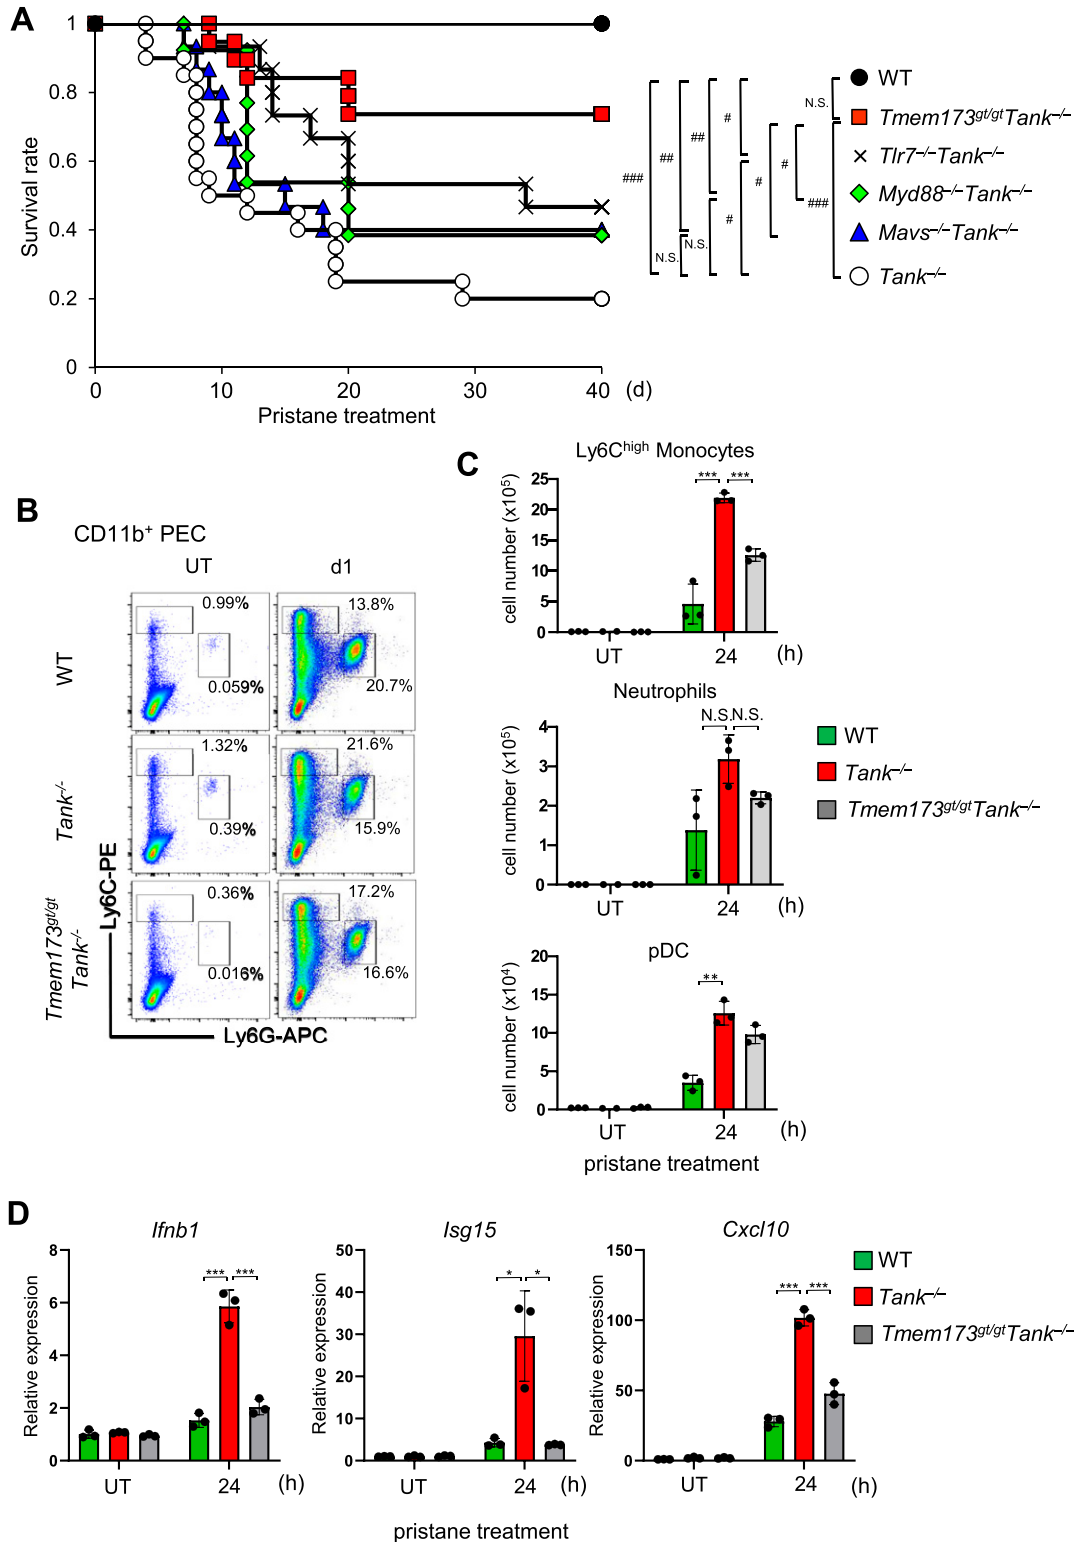 A
1
0.8
0.6
0.4
0.2
0
Survival rate
0 10 20 30 40 (d)
Pristane treatment
### N.S. ## ## N.S. # # # # N.S. ###
WT
Tmem173gt/gtTank–/–
Tlr7–/–Tank–/–
Myd88–/–Tank–/–
Mavs–/–Tank–/–
Tank–/–
B
CD11b+ PEC
UT d1
WT
0.99% 13.8%
0.059% 20.7%
Tank-/-
1.32% 21.6%
0.39% 15.9%
Tmem173gt/gt
Tank-/-
0.36% 17.2%
0.016% 16.6%
Ly6C-PE
Ly6G-APC
C
Ly6Chigh Monocytes
cell number (x10⁵)
25
20
15
10
5
0
*** ***
UT 24 (h)
Neutrophils
cell number (x10⁵)
4
3
2
1
0
N.S. N.S.
UT 24 (h)
WT
Tank–/–
Tmem173gt/gtTank–/–
pDC
cell number (x10⁴)
20
15
10
5
0
**
UT 24 (h)
pristane treatment
D
Ifnb1
Relative expression
8
6
4
2
0
*** ***
UT 24 (h)
Isg15
Relative expression
50
40
30
20
10
0
* *
UT 24 (h)
Cxcl10
Relative expression
150
100
50
0
*** ***
UT 24 (h)
WT
Tank–/–
Tmem173gt/gtTank–/–
pristane treatment